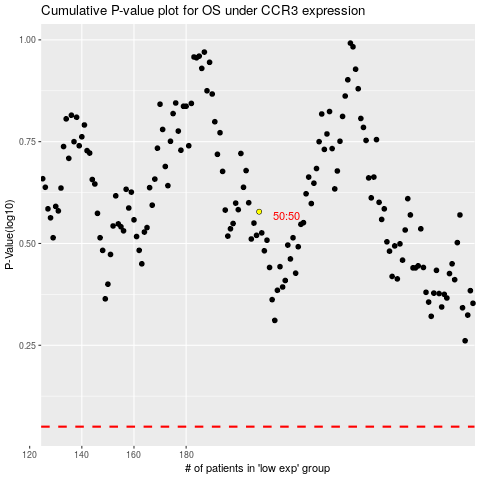 Cumulative P-value plot for OS under CCR3 expression
1.00
0.75
0.50
0.25
P-Value(log10)
50:50
120 140 160 180
# of patients in 'low exp' group